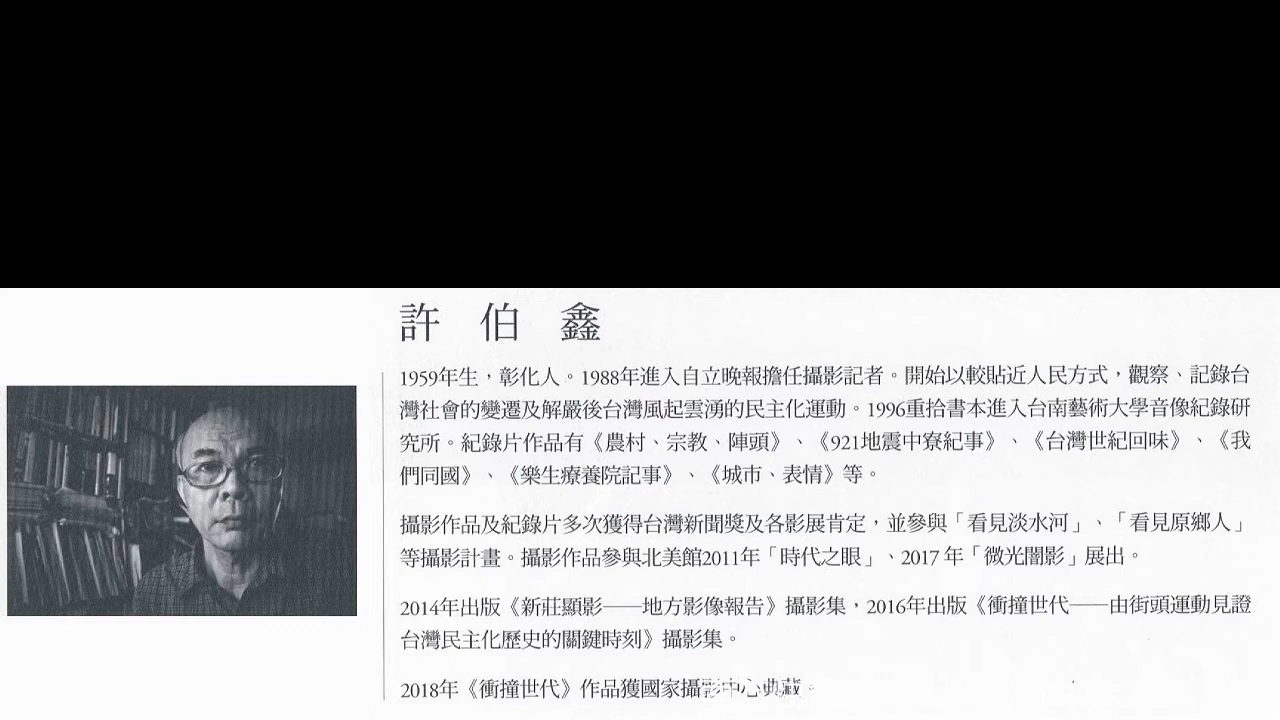 許伯鑫
1959年生，彰化人。1988年進入自立晚報擔任攝影記者。開始以較貼近人民方式，觀察、記錄台
灣社會的變遷及解嚴後台灣風起雲湧的民主化運動。1996重拾書本進入台南藝術大學音像紀錄研
究所。紀錄片作品有《農村、宗教、陣頭》、《921地震中寮紀事》、《台灣世紀回味》、《我
們同國》、《樂生療養院記事》、《城市、表情》等。
攝影作品及紀錄片多次獲得台灣新聞獎及各影展肯定，並參與「看見淡水河」、「看見原鄉人」
等攝影計畫。攝影作品參與北美館2011年「時代之眼」、2017年「微光闇影」展出。
2014年出版《新莊顯影——地方影像報告》攝影集，2016年出版《衝撞世代——由街頭運動見證
台灣民主化歷史的關鍵時刻》攝影集。
2018年《衝撞世代》作品獲國家攝影中心典藏